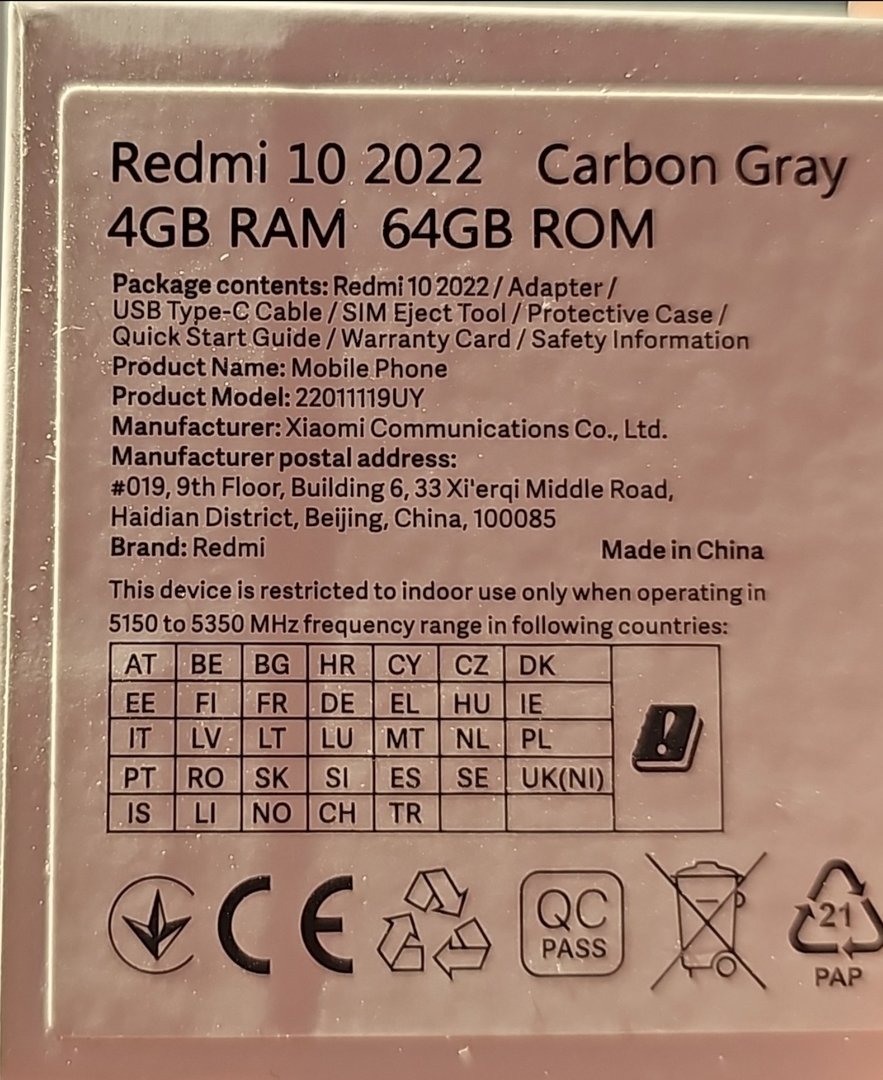 Redmi 10 2022 Carbon Gray
4GB RAM 64GB ROM
Package contents: Redmi 10 2022 / Adapter /
USB Type-C Cable / SIM Eject Tool / Protective Case /
Quick Start Guide / Warranty Card / Safety Information
Product Name: Mobile Phone
Product Model: 22011119UY
Manufacturer: Xiaomi Communications Co., Ltd.
Manufacturer postal address:
#019, 9th Floor, Building 6, 33 Xi'erqi Middle Road,
Haidian District, Beijing, China, 100085
Brand: Redmi Made in China
This device is restricted to indoor use only when operating in
5150 to 5350 MHz frequency range in following countries:
AT BE BG HR CY CZ DK
EE FI FR DE EL HU IE
IT LV LT LU MT NL PL
PT RO SK SI ES SE UK(NI)
IS LI NO CH TR
CE
QC
PASS
21
PAP